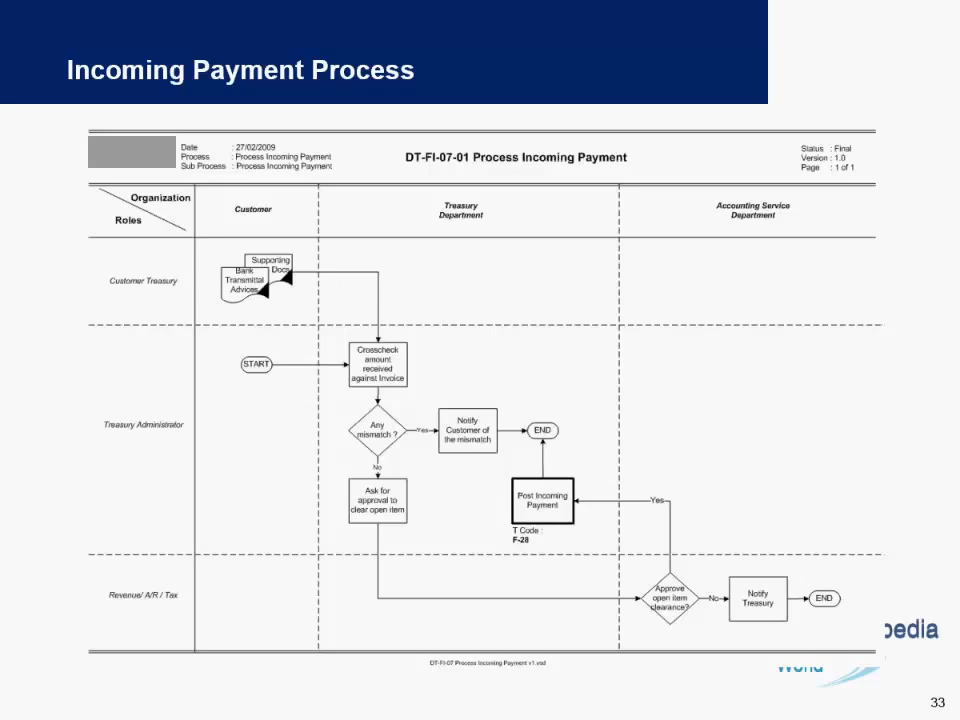 Incoming Payment Process
Date : 27/02/2009
Process : Process Incoming Payment
Sub Process : Process Incoming Payment
DT-FI-07-01 Process Incoming Payment
Status : Final
Version : 1.0
Page : 1 of 1
Organization
Roles
Customer
Treasury
Department
Accounting Service
Department
Customer Treasury
Supporting
Docs
Bank
Transmittal
Advices
Treasury Administrator
START
Crosscheck
amount
received
against Invoice
Any
mismatch ?
Yes
Notify
Customer of
the mismatch
END
No
Ask for
approval to
clear open item
Post Incoming
Payment
T Code :
F-28
Yes
Revenue/ A/R / Tax
Approve
open item
clearance?
No
Notify
Treasury
END
DT-FI-07 Process Incoming Payment v1.vsd
33